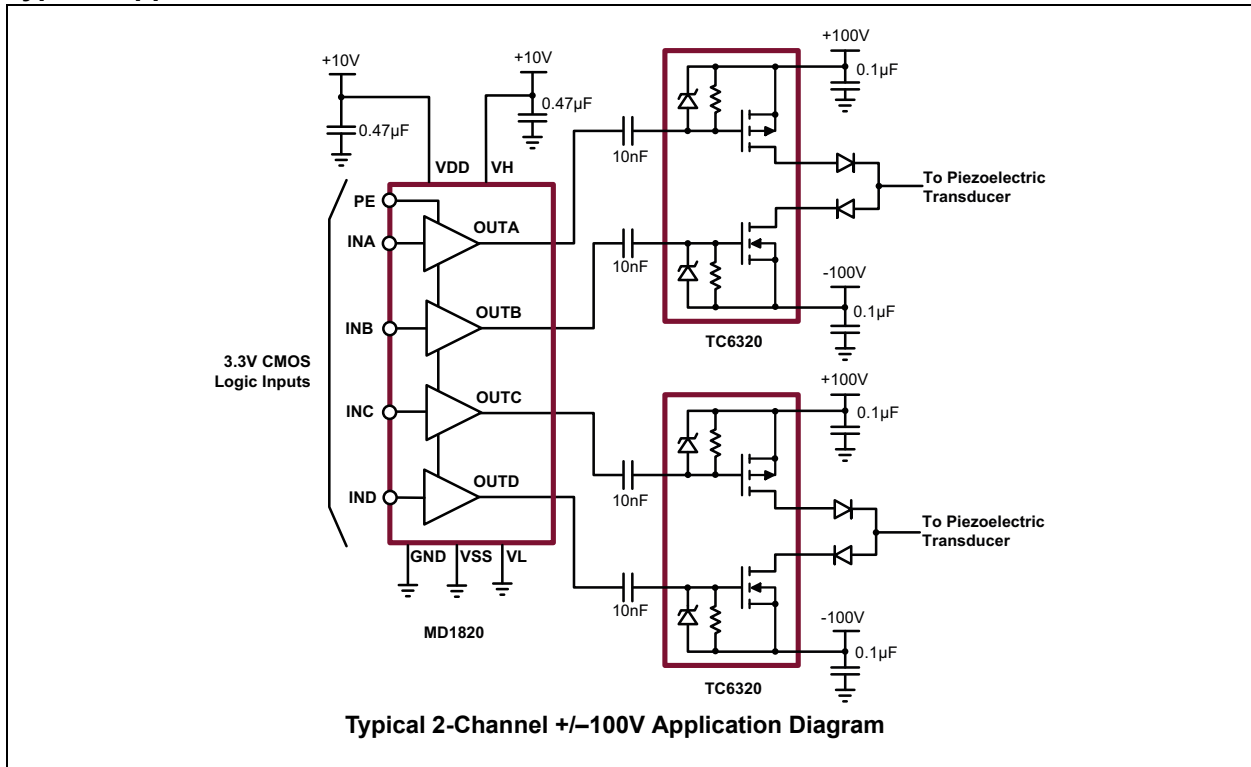 +10V
0.47µF
+10V
0.47µF
VDD
VH
PE
INA
INB
INC
IND
3.3V CMOS
Logic Inputs
OUTA
OUTB
OUTC
OUTD
GND
VSS
VL
MD1820
10nF
10nF
10nF
10nF
+100V
0.1µF
To Piezoelectric
Transducer
-100V
0.1µF
TC6320
+100V
0.1µF
To Piezoelectric
Transducer
-100V
0.1µF
TC6320
Typical 2-Channel +/–100V Application Diagram